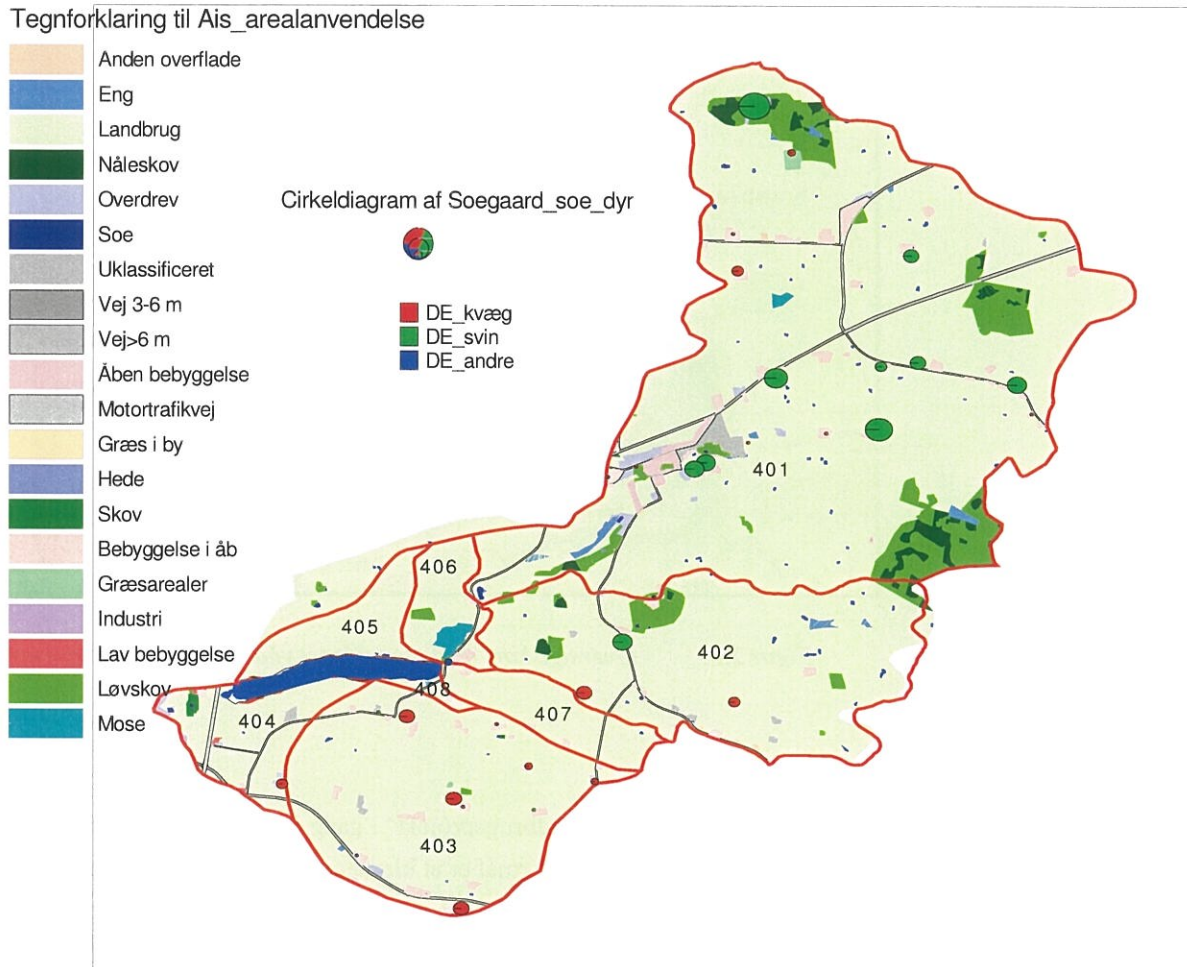 Tegnforklaring til Ais_arealanvendelse
Anden overflade
Eng
Landbrug
Nåleskov
Overdrev
Soe
Uklassificeret
Vej 3-6 m
Vej>6 m
Åben bebyggelse
Motortrafikvej
Græs i by
Hede
Skov
Bebyggelse i åb
Græsarealer
Industri
Lav bebyggelse
Løvskov
Mose
Cirkeldiagram af Soegaard_soe_dyr
DE_kvæg
DE_svin
DE_andre
401
406
405
402
408
407
404
403